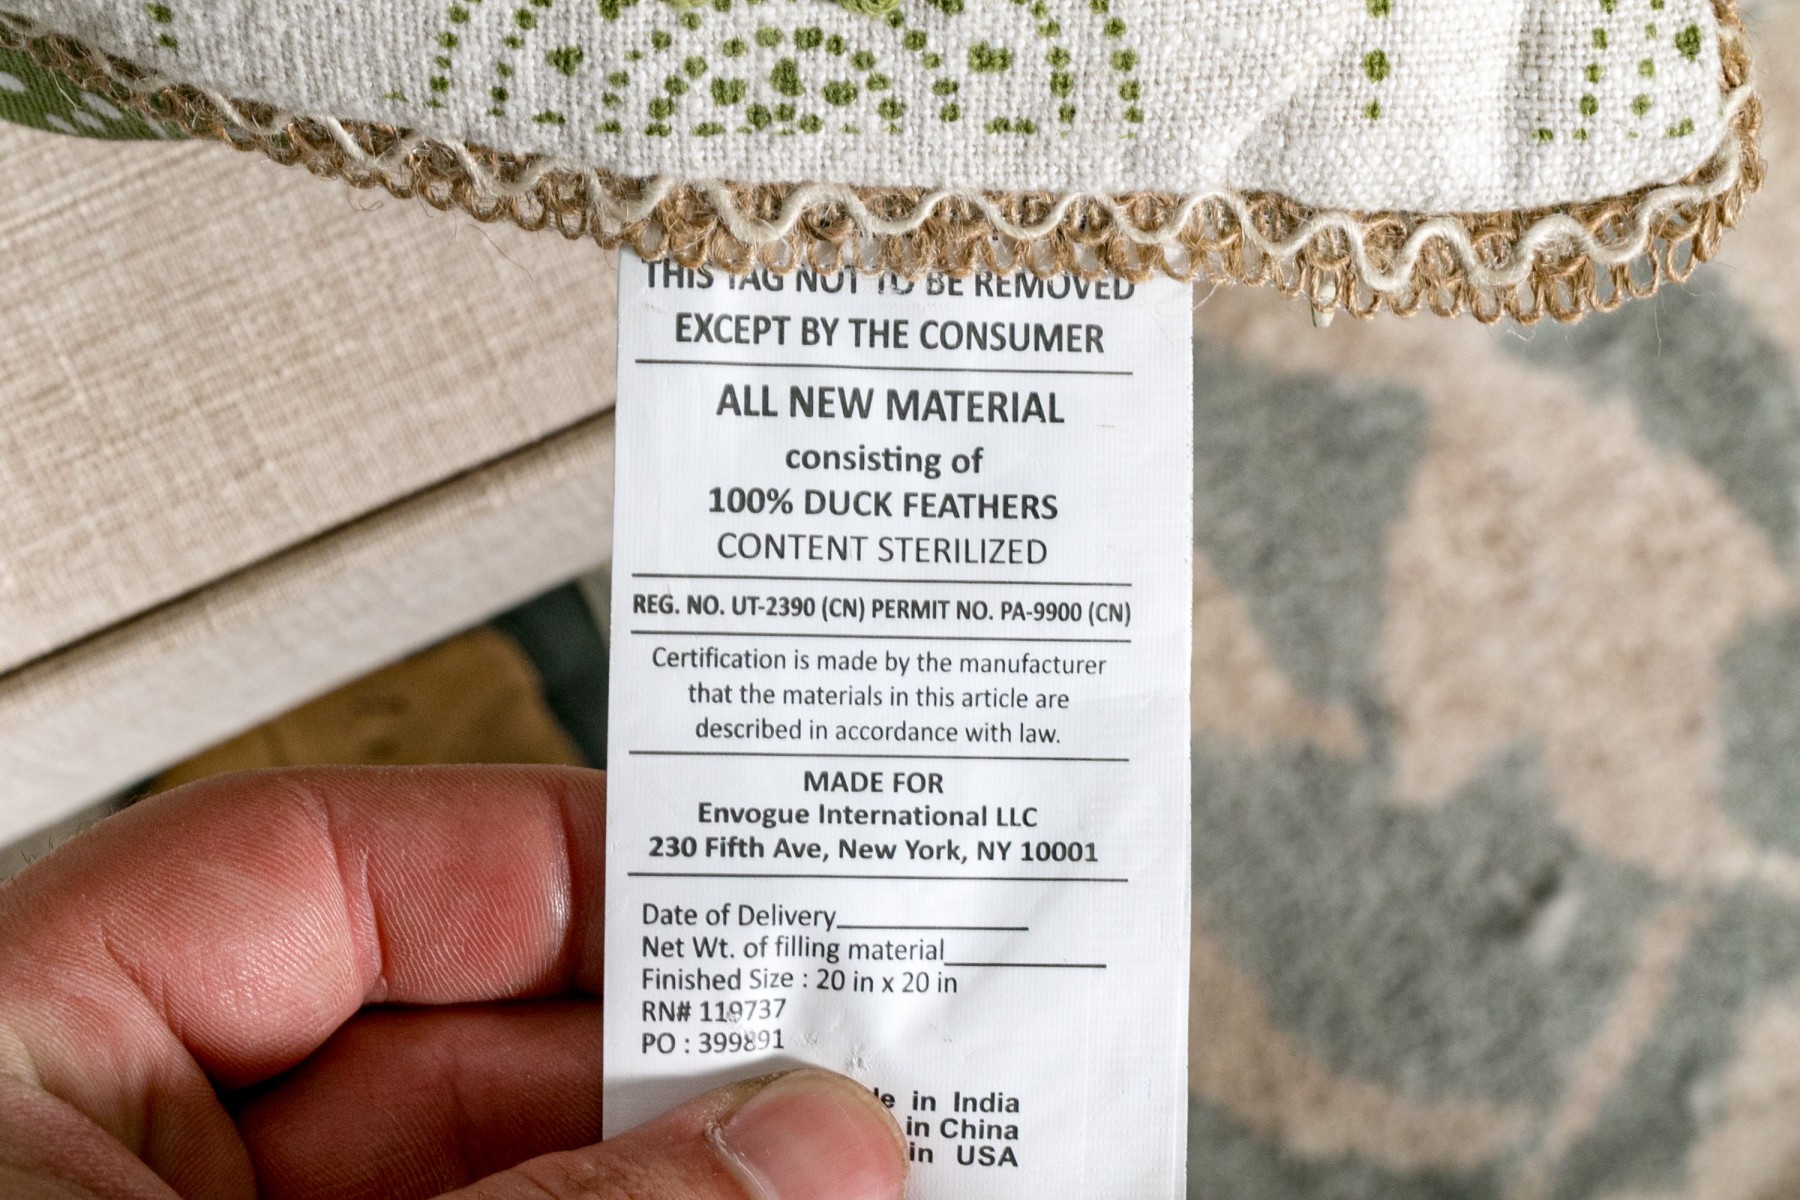 THIS TAG NOT TO BE REMOVED
EXCEPT BY THE CONSUMER
ALL NEW MATERIAL
consisting of
100% DUCK FEATHERS
CONTENT STERILIZED
REG. NO. UT-2390 (CN) PERMIT NO. PA-9900 (CN)
Certification is made by the manufacturer
that the materials in this article are
described in accordance with law.
MADE FOR
Envogue International LLC
230 Fifth Ave, New York, NY 10001
Date of Delivery
Net Wt. of filling material
Finished Size : 20 in x 20 in
RN# 119737
PO : 399891
in India
in China
in USA